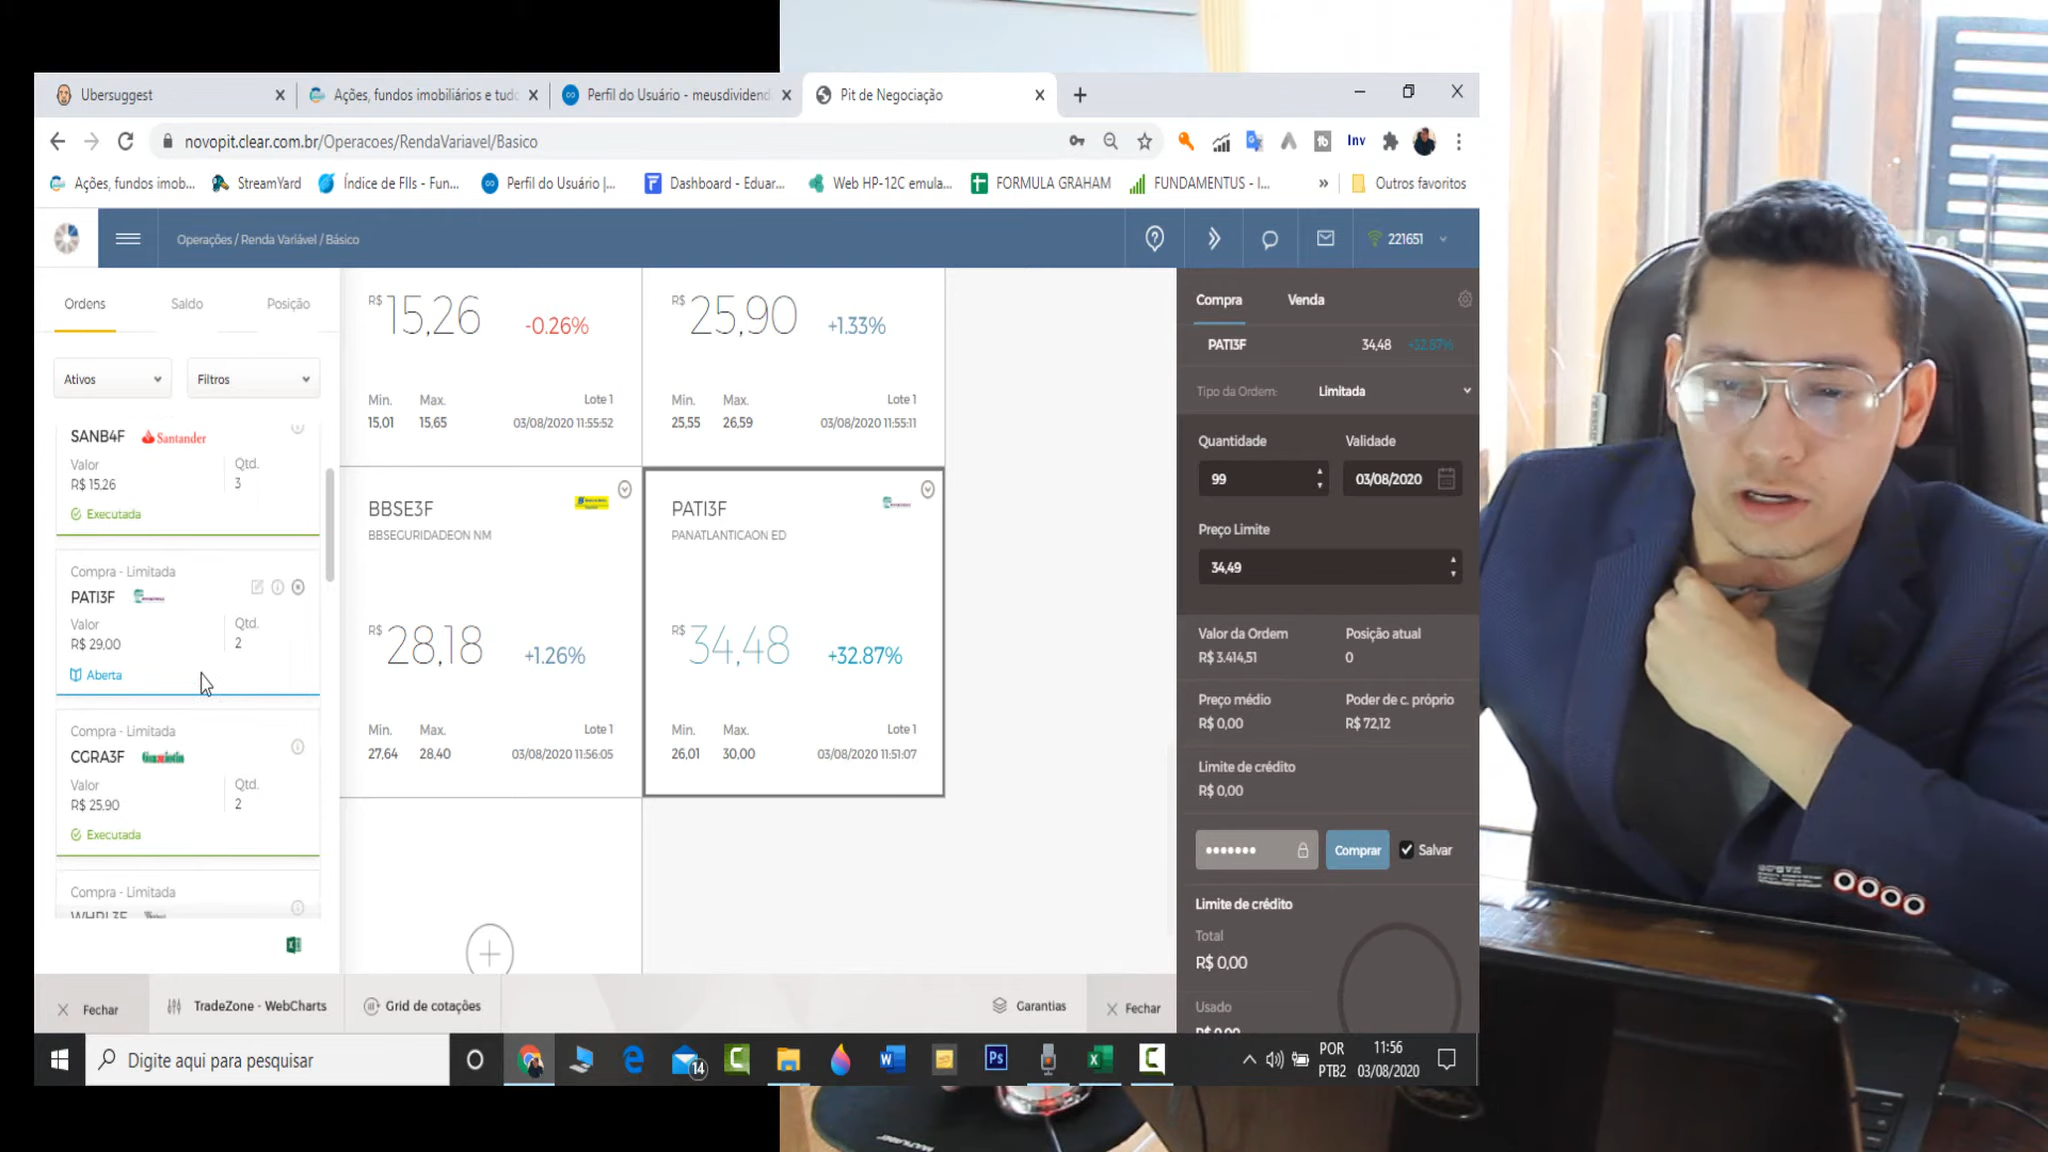 Ubersuggest
Ações, fundos imobiliários e tudo
Perfil do Usuário - meusdividend
Pit de Negociação
novopit.clear.com.br/Operacoes/RendaVariavel/Basico
Inv
Ações, fundos imob...
StreamYard
Índice de FIIs - Fun...
Perfil do Usuário |...
Dashboard - Eduar...
Web HP-12C emula...
FORMULA GRAHAM
FUNDAMENTUS - I...
»
Outros favoritos
Operações / Renda Variável / Básico
221651
Ordens
Saldo
Posição
Ativos
Filtros
SANB4F
Santander
Valor
Qtd.
R$ 15,26
3
Executada
Compra - Limitada
PATI3F
Valor
Qtd.
R$ 29,00
2
Aberta
Compra - Limitada
CGRA3F
Valor
Qtd.
R$ 25,90
2
Executada
Compra - Limitada
WHRL3F
R$ 15,26
-0.26%
Min.
Max.
Lote 1
15,01
15,65
03/08/2020 11:55:52
R$ 25,90
+1.33%
Min.
Max.
Lote 1
25,55
26,59
03/08/2020 11:55:11
BBSE3F
BBSEGURIDADEON NM
R$ 28,18
+1.26%
Min.
Max.
Lote 1
27,64
28,40
03/08/2020 11:56:05
PATI3F
PANATLANTICAON ED
R$ 34,48
+32.87%
Min.
Max.
Lote 1
26,01
30,00
03/08/2020 11:51:07
Compra
Venda
PATI3F
34,48
+32.87%
Tipo da Ordem:
Limitada
Quantidade
Validade
99
03/08/2020
Preço Limite
34,49
Valor da Ordem
Posição atual
R$ 3.414,51
0
Preço médio
Poder de c. próprio
R$ 0,00
R$ 72,12
Limite de crédito
R$ 0,00
•••••••
Comprar
Salvar
Limite de crédito
Total
R$ 0,00
Usado
R$ 0,00
Fechar
TradeZone - WebCharts
Grid de cotações
Garantias
Fechar
Digite aqui para pesquisar
14
Ps
POR
PTB2
11:56
03/08/2020